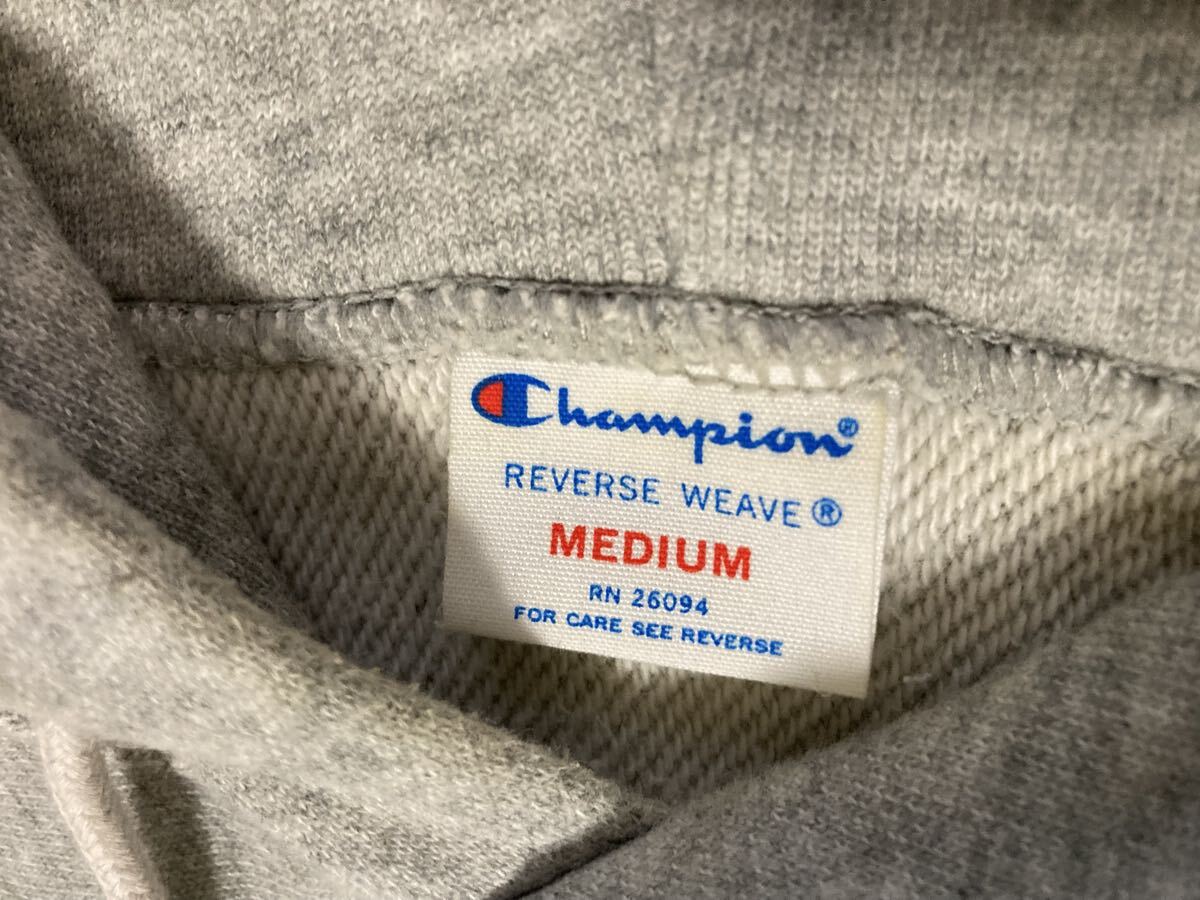 Champion®
REVERSE WEAVE®
MEDIUM
RN 26094
FOR CARE SEE REVERSE